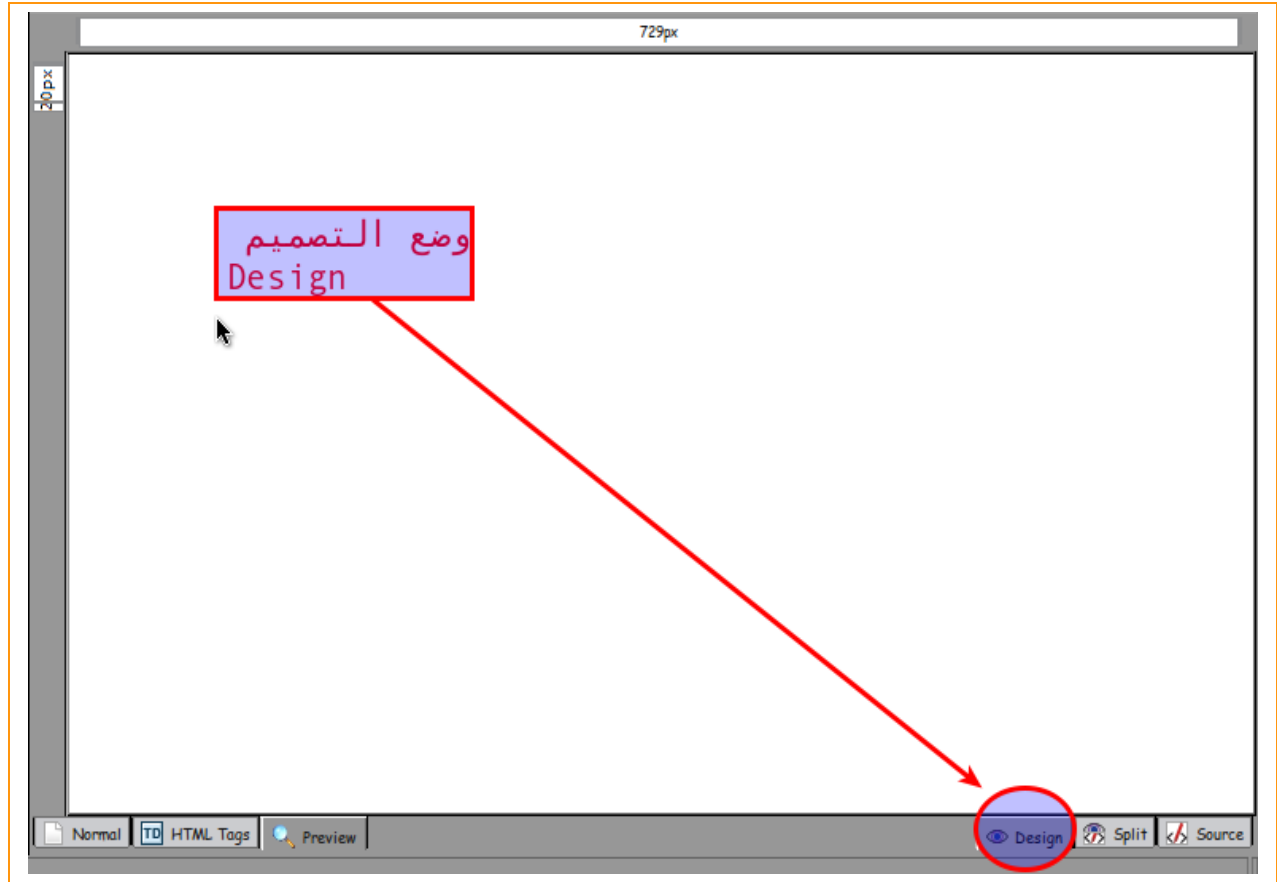 729px
20px
وضع التصميم
Design
Normal
TD HTML Tags
Preview
Design
Split
Source